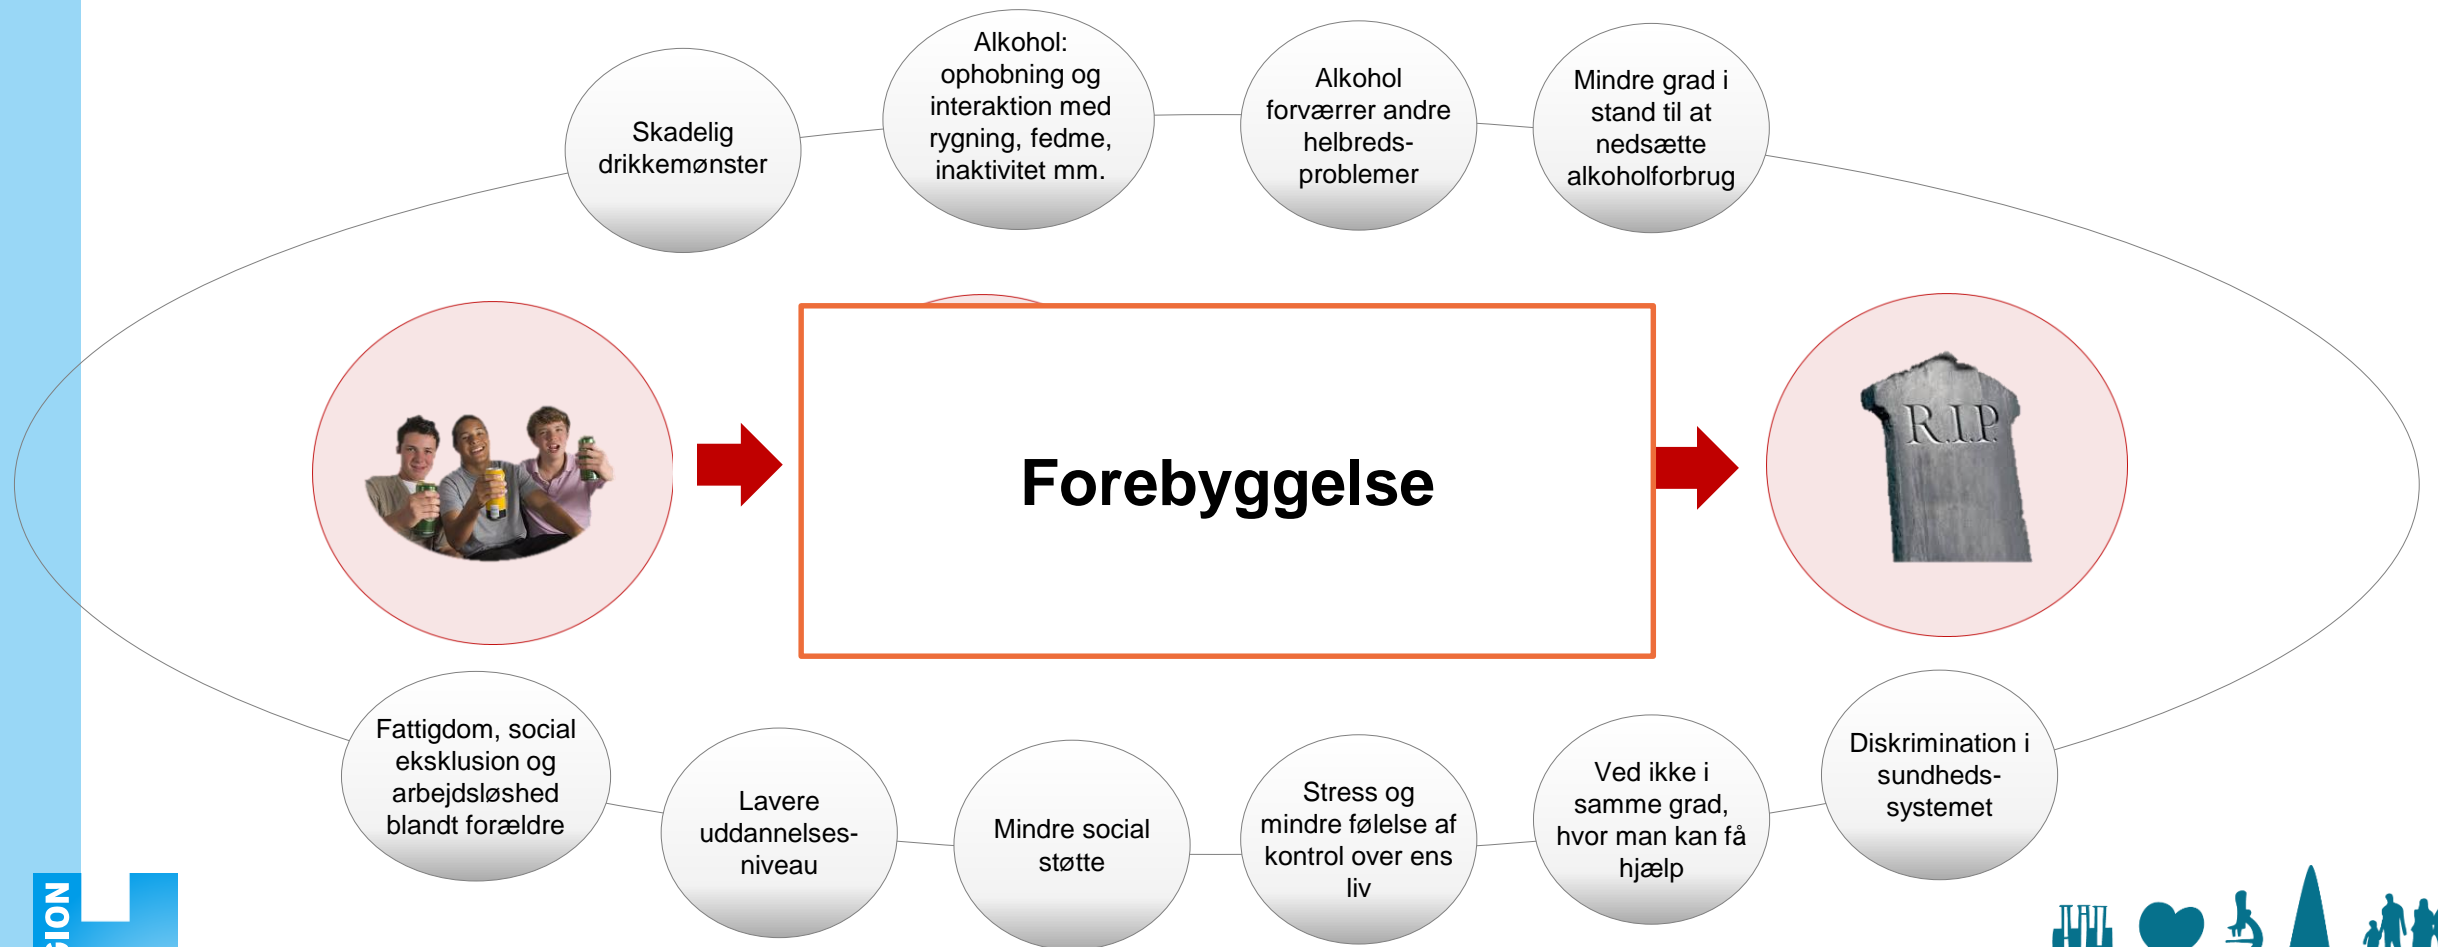 Skadelig
drikkemønster
Alkohol:
ophobning og
interaktion med
rygning, fedme,
inaktivitet mm.
Alkohol
forværrer andre
helbreds-
problemer
Mindre grad i
stand til at
nedsætte
alkoholforbrug
Forebyggelse
R.I.P.
Fattigdom, social
eksklusion og
arbejdsløshed
blandt forældre
Lavere
uddannelses-
niveau
Mindre social
støtte
Stress og
mindre følelse af
kontrol over ens
liv
Ved ikke i
samme grad,
hvor man kan få
hjælp
Diskrimination i
sundheds-
systemet